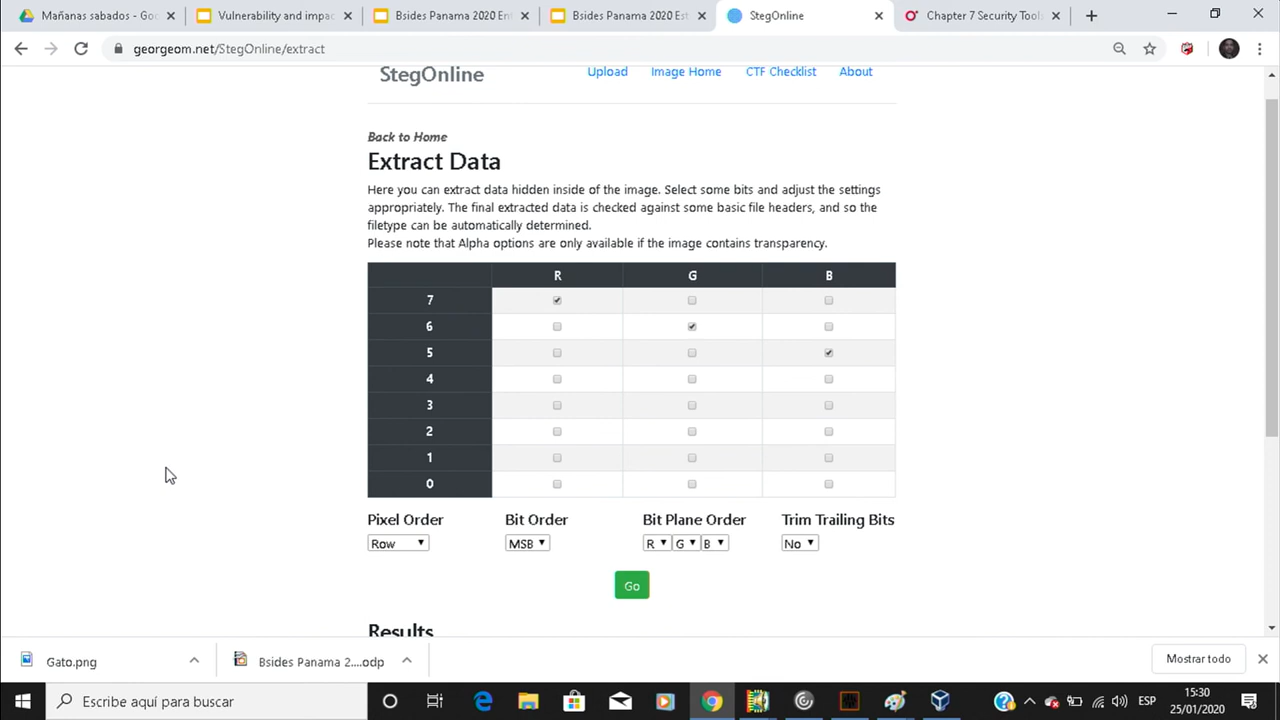 Mañanas sabados - Go
Vulnerability and impac
Bsides Panama 2020 Ent
Bsides Panama 2020 Est
StegOnline
Chapter 7 Security Tools
georgeom.net/StegOnline/extract
StegOnline
Upload
Image Home
CTF Checklist
About
Back to Home
Extract Data
Here you can extract data hidden inside of the image. Select some bits and adjust the settings
appropriately. The final extracted data is checked against some basic file headers, and so the
filetype can be automatically determined.
Please note that Alpha options are only available if the image contains transparency.
R G B
7
6
5
4
3
2
1
0
Pixel Order Bit Order Bit Plane Order Trim Trailing Bits
Row MSB R G B No
Go
Results
Gato.png
Bsides Panama 2....odp
Mostrar todo
Escribe aquí para buscar
ESP
15:30
25/01/2020